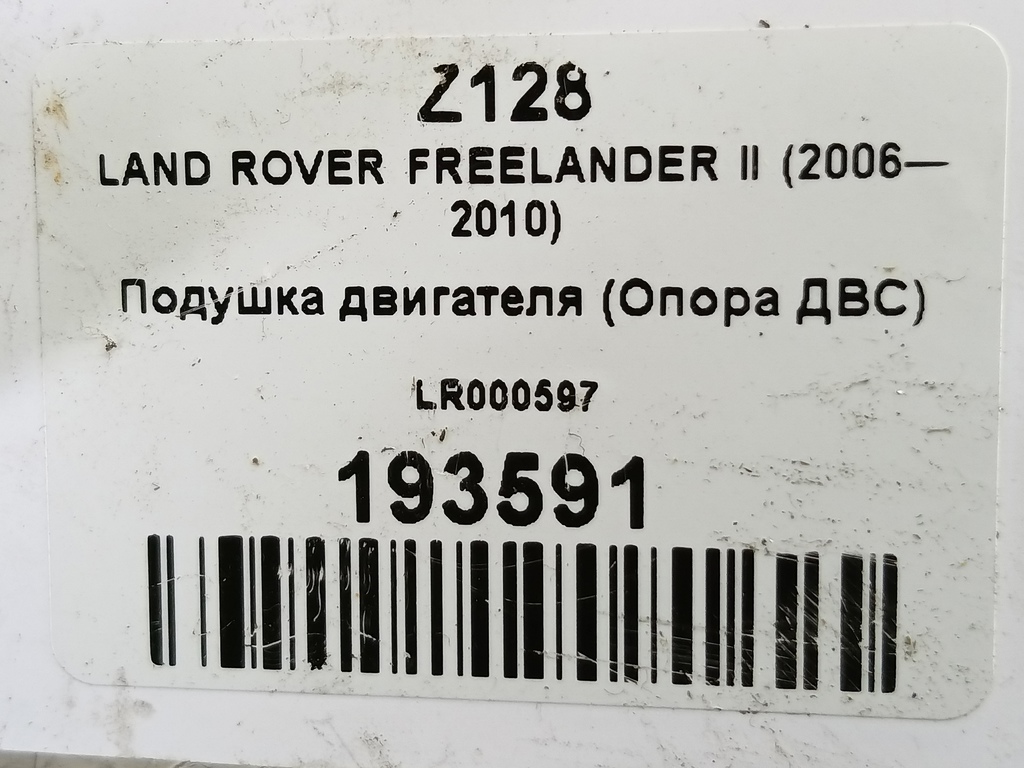 Z128
LAND ROVER FREELANDER II (2006—
2010)
Подушка двигателя (Опора ДВС)
LR000597
193591